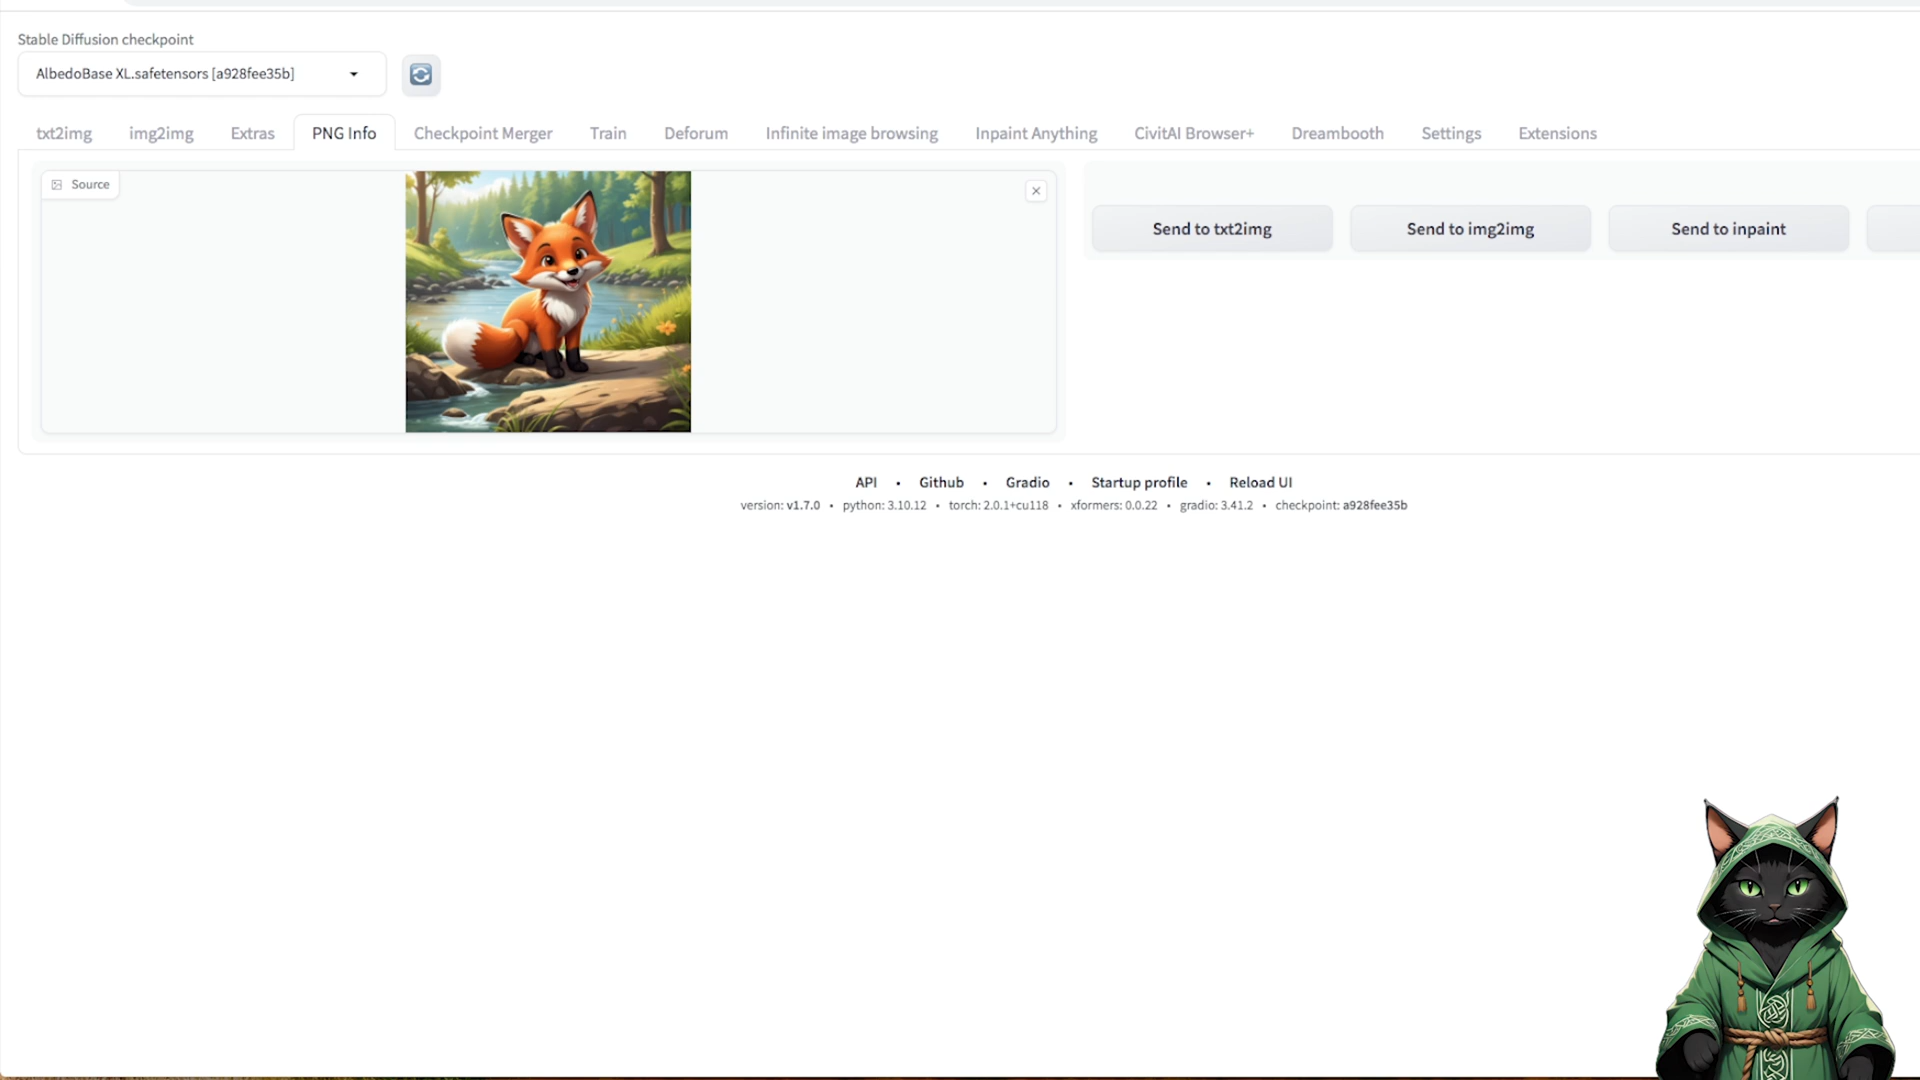 Stable Diffusion checkpoint
AlbedoBase XL.safetensors [a928fee35b]
txt2img img2img Extras PNG Info Checkpoint Merger Train Deforum Infinite image browsing Inpaint Anything CivitAI Browser+ Dreambooth Settings Extensions
Source
Send to txt2img Send to img2img Send to inpaint
API • Github • Gradio • Startup profile • Reload UI
version: v1.7.0 • python: 3.10.12 • torch: 2.0.1+cu118 • xformers: 0.0.22 • gradio: 3.41.2 • checkpoint: a928fee35b